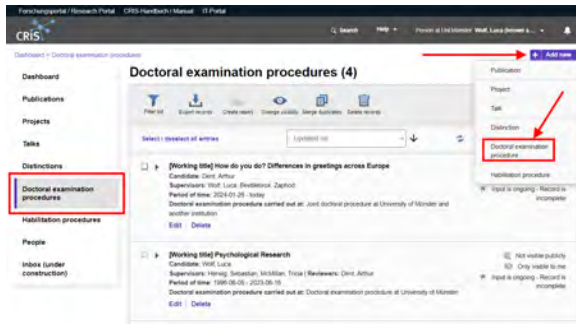 Forschungsportal / Research Portal CRIS-Handbuch / Manual IT-Portal
CRIS
Search Help Person at Uni Münster: Wolf, Luca
Dashboard » Doctoral examination procedures
Add new
Dashboard
Publications
Projects
Talks
Distinctions
Doctoral examination procedures
Habilitation procedures
People
Inbox (under construction)
Doctoral examination procedures (4)
Filter list Export records Create report Change visibility Merge duplicates Delete records
Select / deselect all entries
Updated on
Publication
Project
Talk
Distinction
Doctoral examination procedure
Habilitation procedure
[Working title] How do you do? Differences in greetings across Europe
Candidate: Dent, Arthur
Supervisors: Wolf, Luca; Beeblebrox, Zaphod
Period of time: 2024-01-26 - today
Doctoral examination procedure carried out at: Joint doctoral procedure at University of Münster and another institution
Input is ongoing - Record is incomplete
Edit | Delete
[Working title] Psychological Research
Candidate: Wolf, Luca
Supervisors: Herwig, Sebastian; McMillan, Tricia | Reviewers: Dent, Arthur
Period of time: 1996-06-05 - 2023-06-15
Doctoral examination procedure carried out at: Doctoral examination procedure at University of Münster
Not visible publicly
Only visible to me
Input is ongoing - Record is incomplete
Edit | Delete